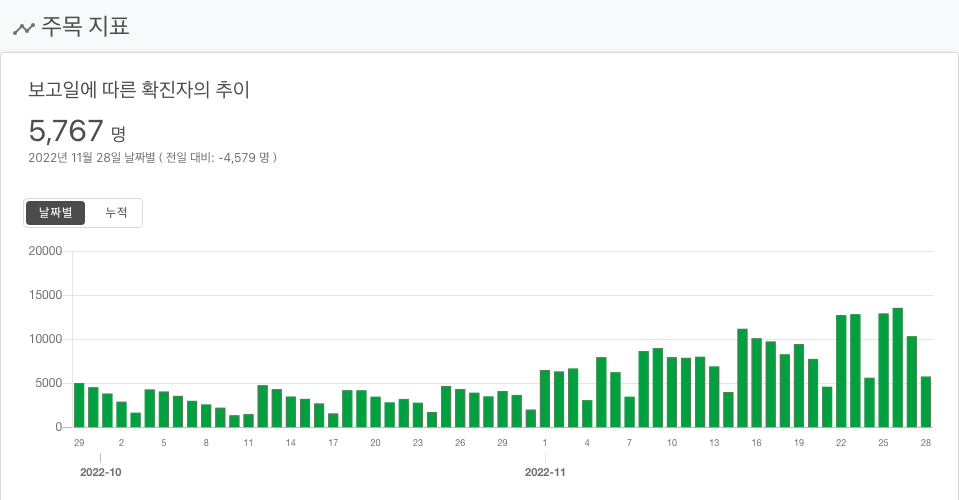 주목 지표
보고일에 따른 확진자의 추이
5,767 명
2022년 11월 28일 날짜별 ( 전일 대비: -4,579 명 )
날짜별 누적
20000
15000
10000
5000
0
29 2 5 8 11 14 17 20 23 26 29 1 4 7 10 13 16 19 22 25 28
2022-10 2022-11